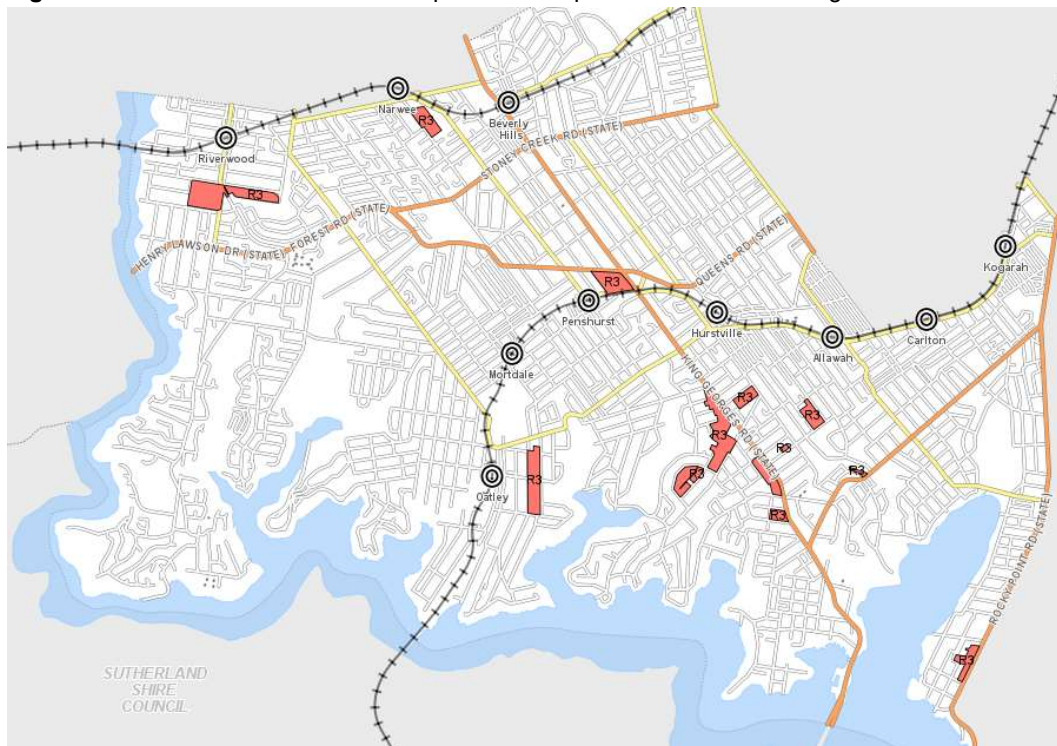 Narwee
R3
Beverly
Hills
Riverwood
STONEY CREEK RD (STATE)
R3
HENRY LAWSON DR (STATE)
FOREST RD (STATE)
QUEENS RD (STATE)
Kogarah
R3
Penshurst
Hurstville
Carlton
Allawah
Mortdale
KING GEORGES RD (STATE)
R3
R3
R3
R3
R3
R3
R3
Oatley
R3
ROCKY POINT RD (STATE)
R3
SUTHERLAND
SHIRE
COUNCIL